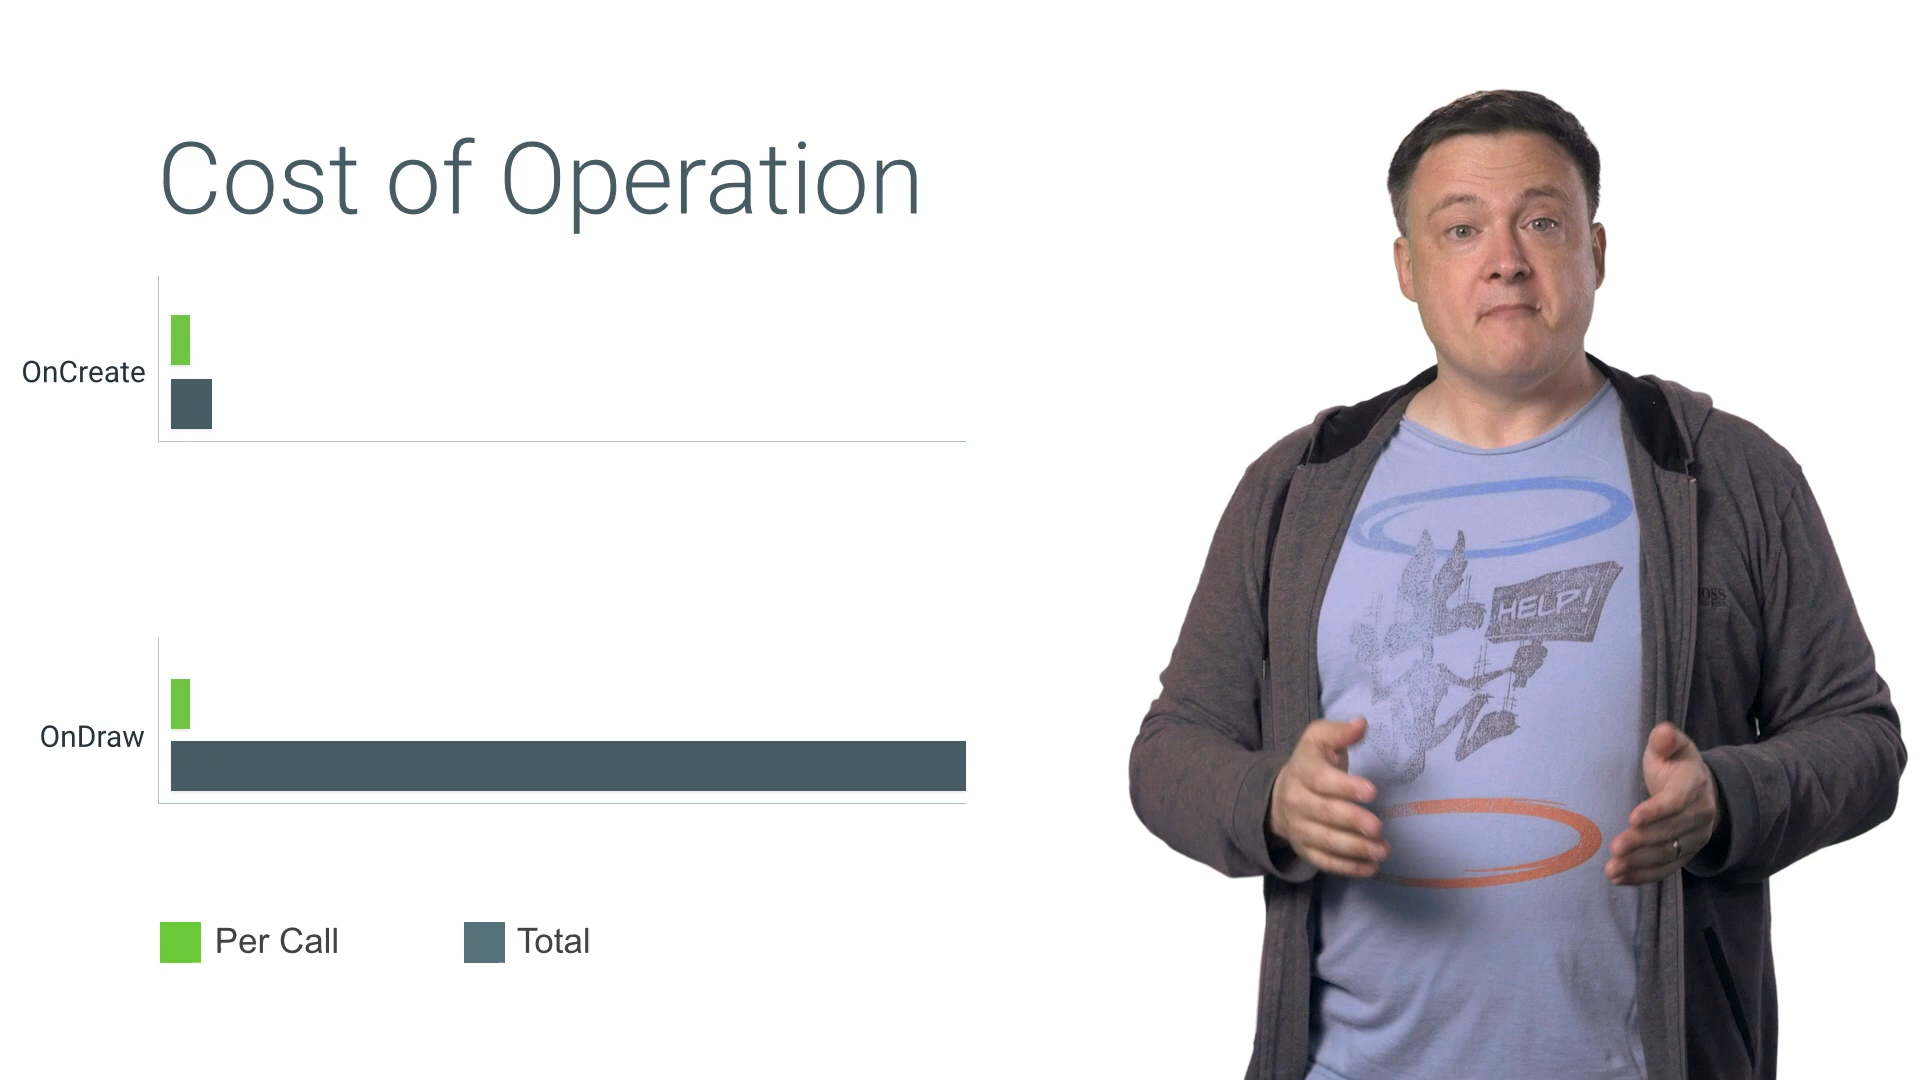 Cost of Operation
OnCreate
OnDraw
Per Call
Total
HELP!